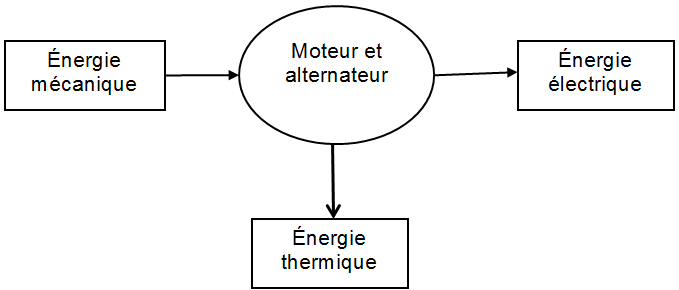 Énergie
mécanique
Moteur et
alternateur
Énergie
électrique
Énergie
thermique